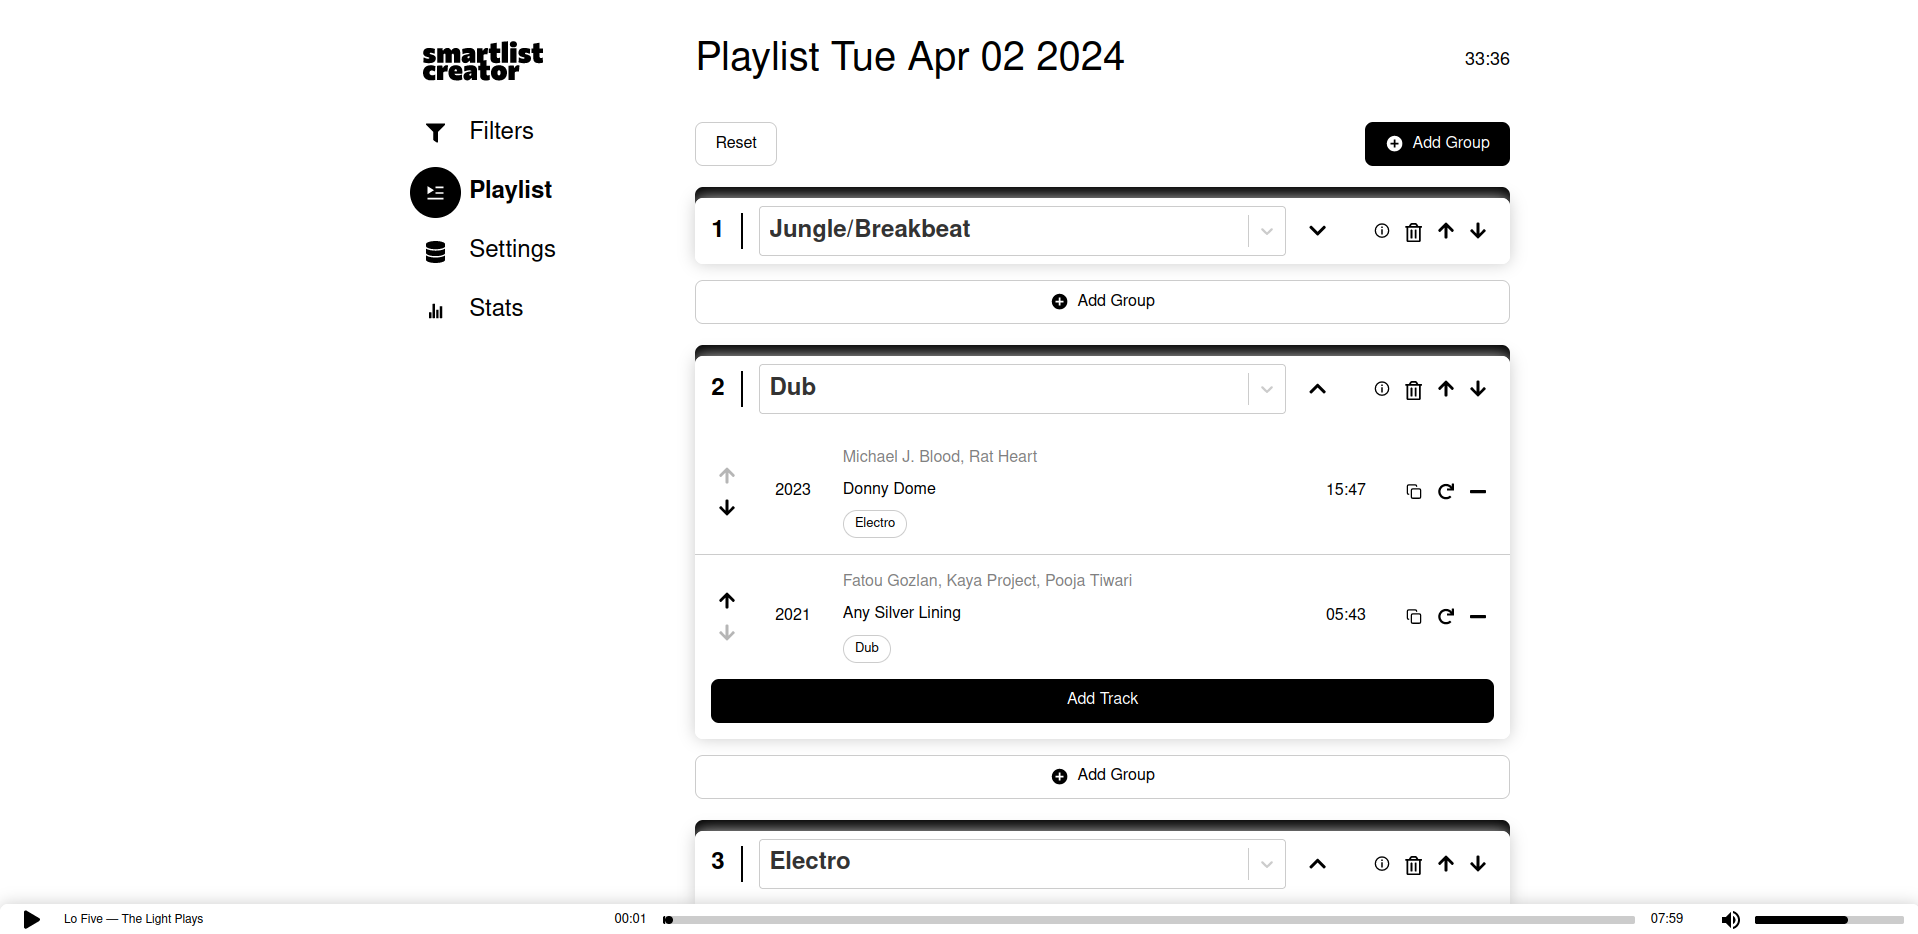 smartlist
creator
Filters
Playlist
Settings
Stats
Playlist Tue Apr 02 2024
33:36
Reset
Add Group
1 Jungle/Breakbeat
Add Group
2 Dub
Michael J. Blood, Rat Heart
2023 Donny Dome 15:47
Electro
Fatou Gozlan, Kaya Project, Pooja Tiwari
2021 Any Silver Lining 05:43
Dub
Add Track
Add Group
3 Electro
Lo Five — The Light Plays 00:01 07:59